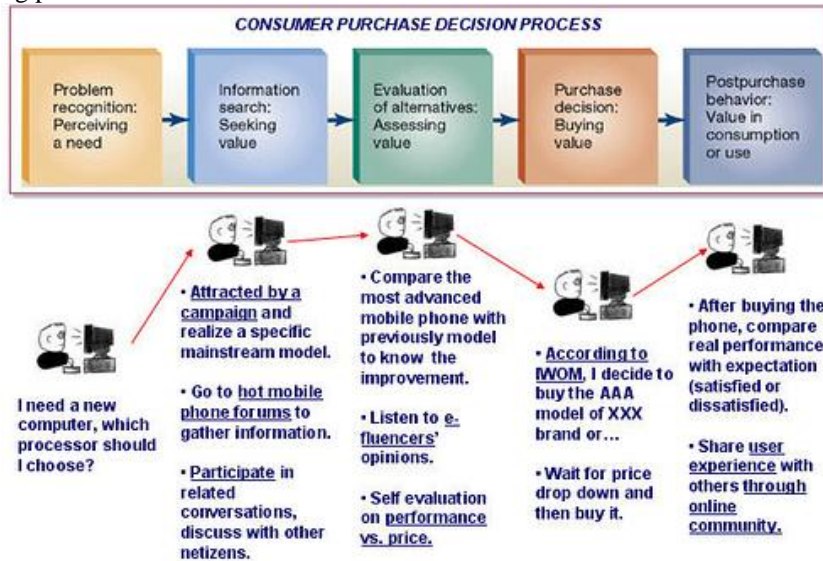 CONSUMER PURCHASE DECISION PROCESS
Problem
recognition:
Perceiving
a need
Information
search:
Seeking
value
Evaluation
of alternatives:
Assessing
value
Purchase
decision:
Buying
value
Postpurchase
behavior:
Value in
consumption
or use
I need a new
computer, which
processor should
I choose?
• Attracted by a
campaign and
realize a specific
mainstream model.
• Go to hot mobile
phone forums to
gather information.
• Participate in
related
conversations,
discuss with other
netizens.
• Compare the
most advanced
mobile phone with
previously model
to know the
improvement.
• Listen to e-
fluencers'
opinions.
• Self evaluation
on performance
vs. price.
• According to
IWOM, I decide to
buy the AAA
model of XXX
brand or…
• Wait for price
drop down and
then buy it.
• After buying the
phone, compare
real performance
with expectation
(satisfied or
dissatisfied).
• Share user
experience with
others through
online
community.